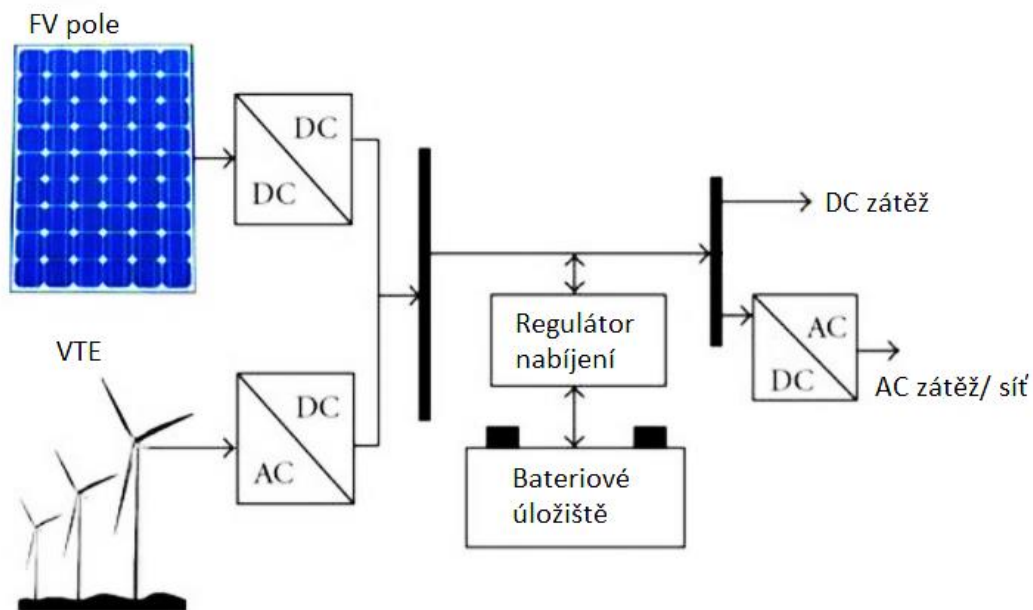 FV pole
DC
DC
DC zátěž
Regulátor
nabíjení
AC
DC
AC zátěž/ síť
VTE
DC
AC
Bateriové
úložiště